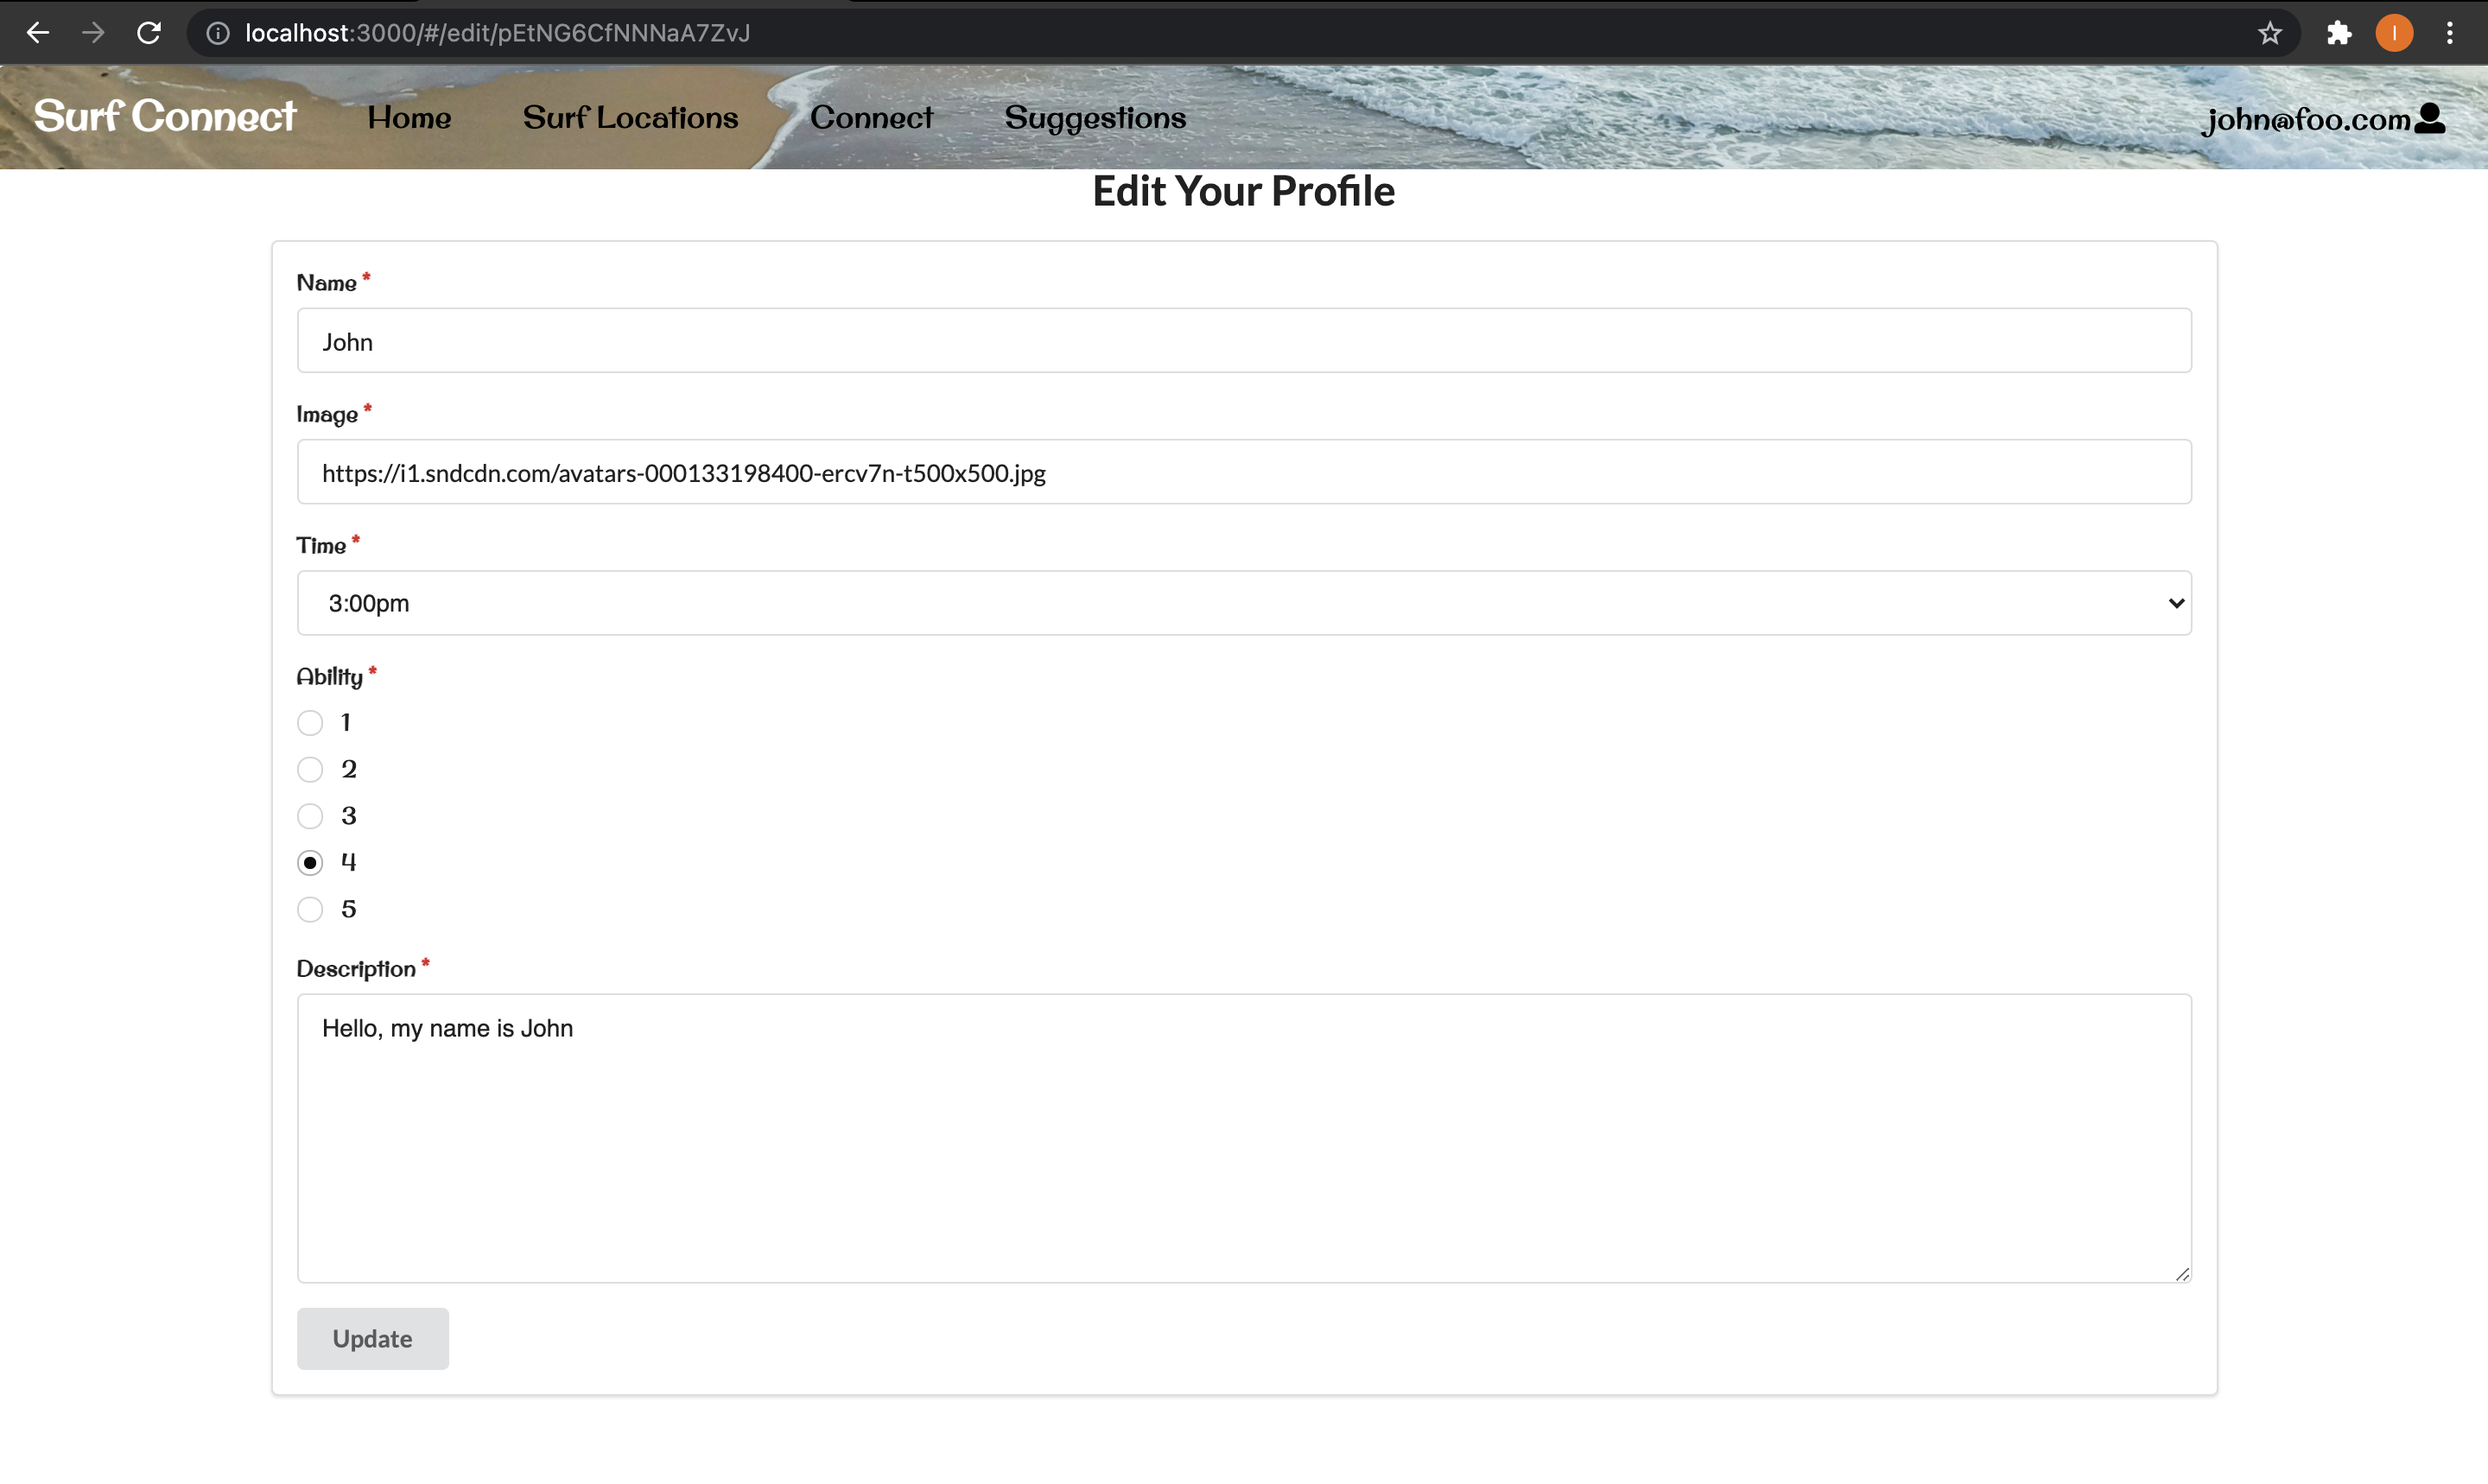 localhost:3000/#/edit/pEtNG6CfNNNaA7ZvJ
I
Surf Connect Home Surf Locations Connect Suggestions john@foo.com
Edit Your Profile
Name *
John
Image *
https://i1.sndcdn.com/avatars-000133198400-ercv7n-t500x500.jpg
Time *
3:00pm
Ability *
1
2
3
4
5
Description *
Hello, my name is John
Update